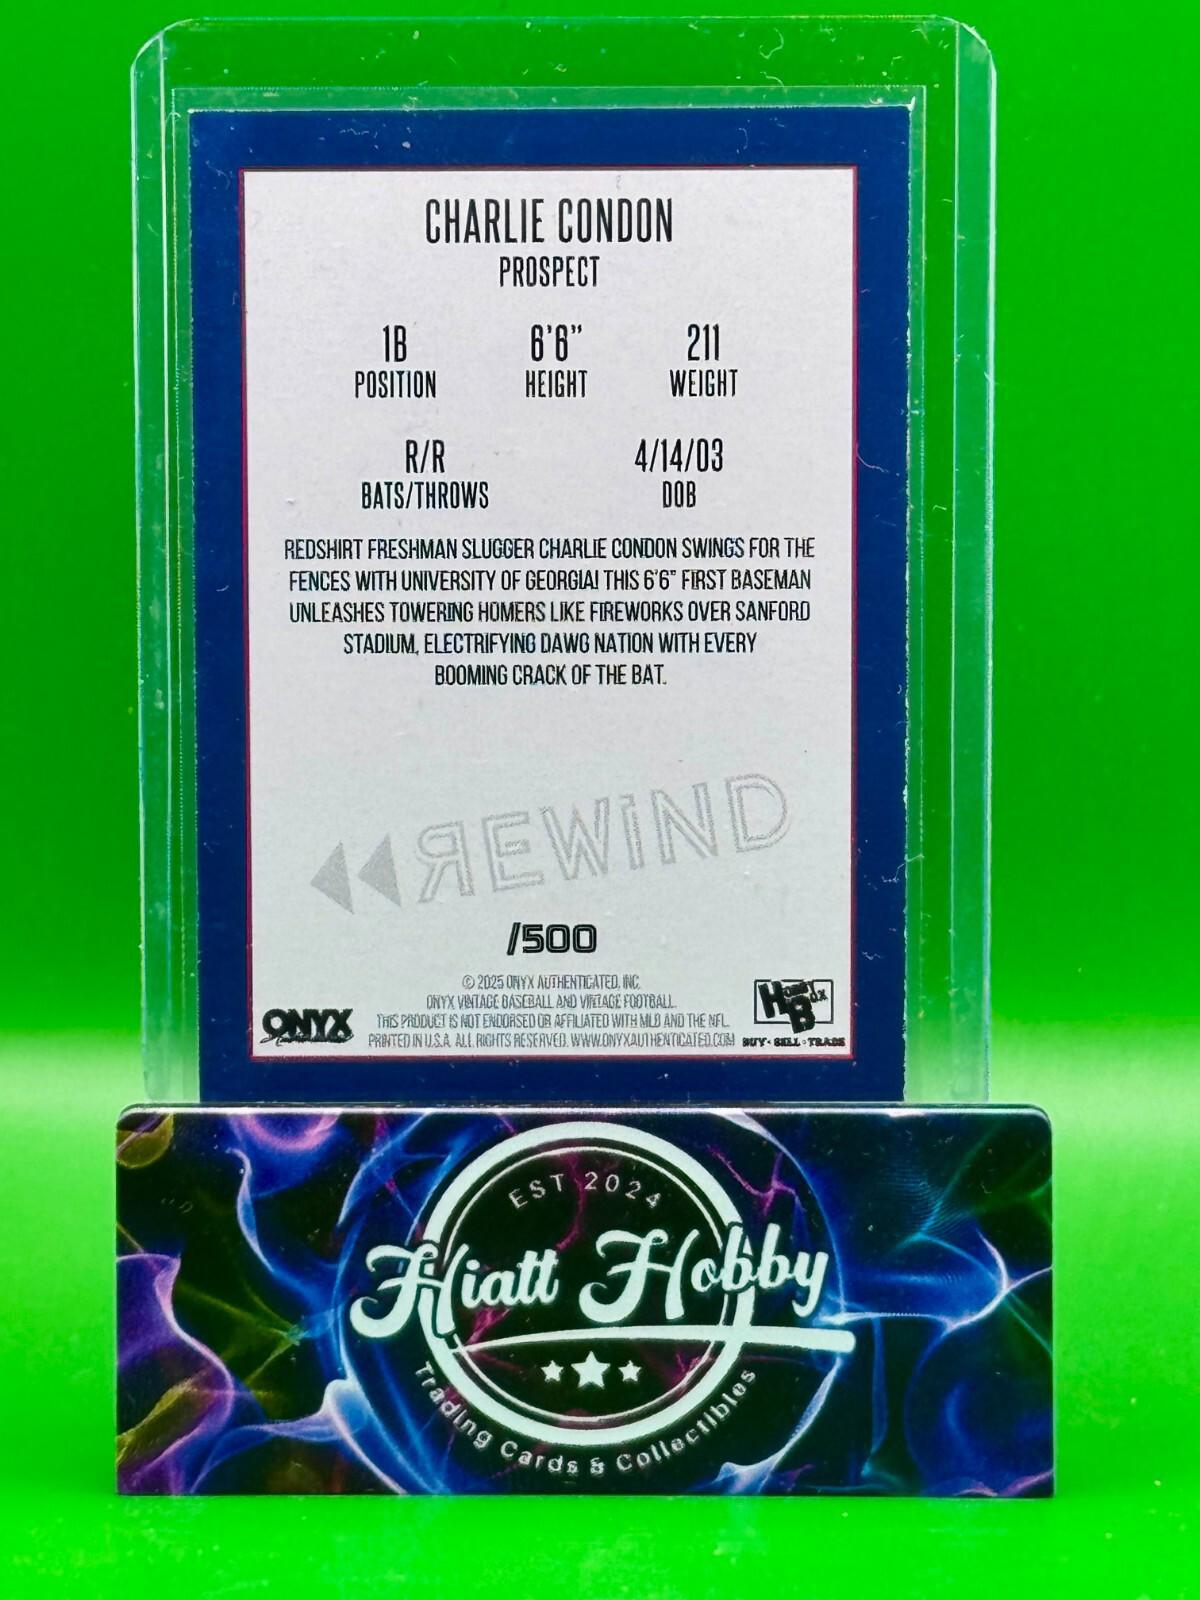 CHARLIE CONDON
PROSPECT
1B 6'6" 211
POSITION HEIGHT WEIGHT
R/R 4/14/03
BATS/THROWS DOB
REDSHIRT FRESHMAN SLUGGER CHARLIE CONDON SWINGS FOR THE
FENCES WITH UNIVERSITY OF GEORGIA! THIS 6'6" FIRST BASEMAN
UNLEASHES TOWERING HOMERS LIKE FIREWORKS OVER SANFORD
STADIUM, ELECTRIFYING DAWG NATION WITH EVERY
BOOMING CRACK OF THE BAT.
REWIND
/500
© 2025 ONYX AUTHENTICATED, INC.
ONYX VINTAGE BASEBALL AND VINTAGE FOOTBALL.
THIS PRODUCT IS NOT ENDORSED OR AFFILIATED WITH MLB AND THE NFL.
PRINTED IN U.S.A. ALL RIGHTS RESERVED. WWW.ONYXAUTHENTICATED.COM
ONYX
BUY · SELL · TRADE
EST 2024
Hiatt Hobby
Trading Cards & Collectibles